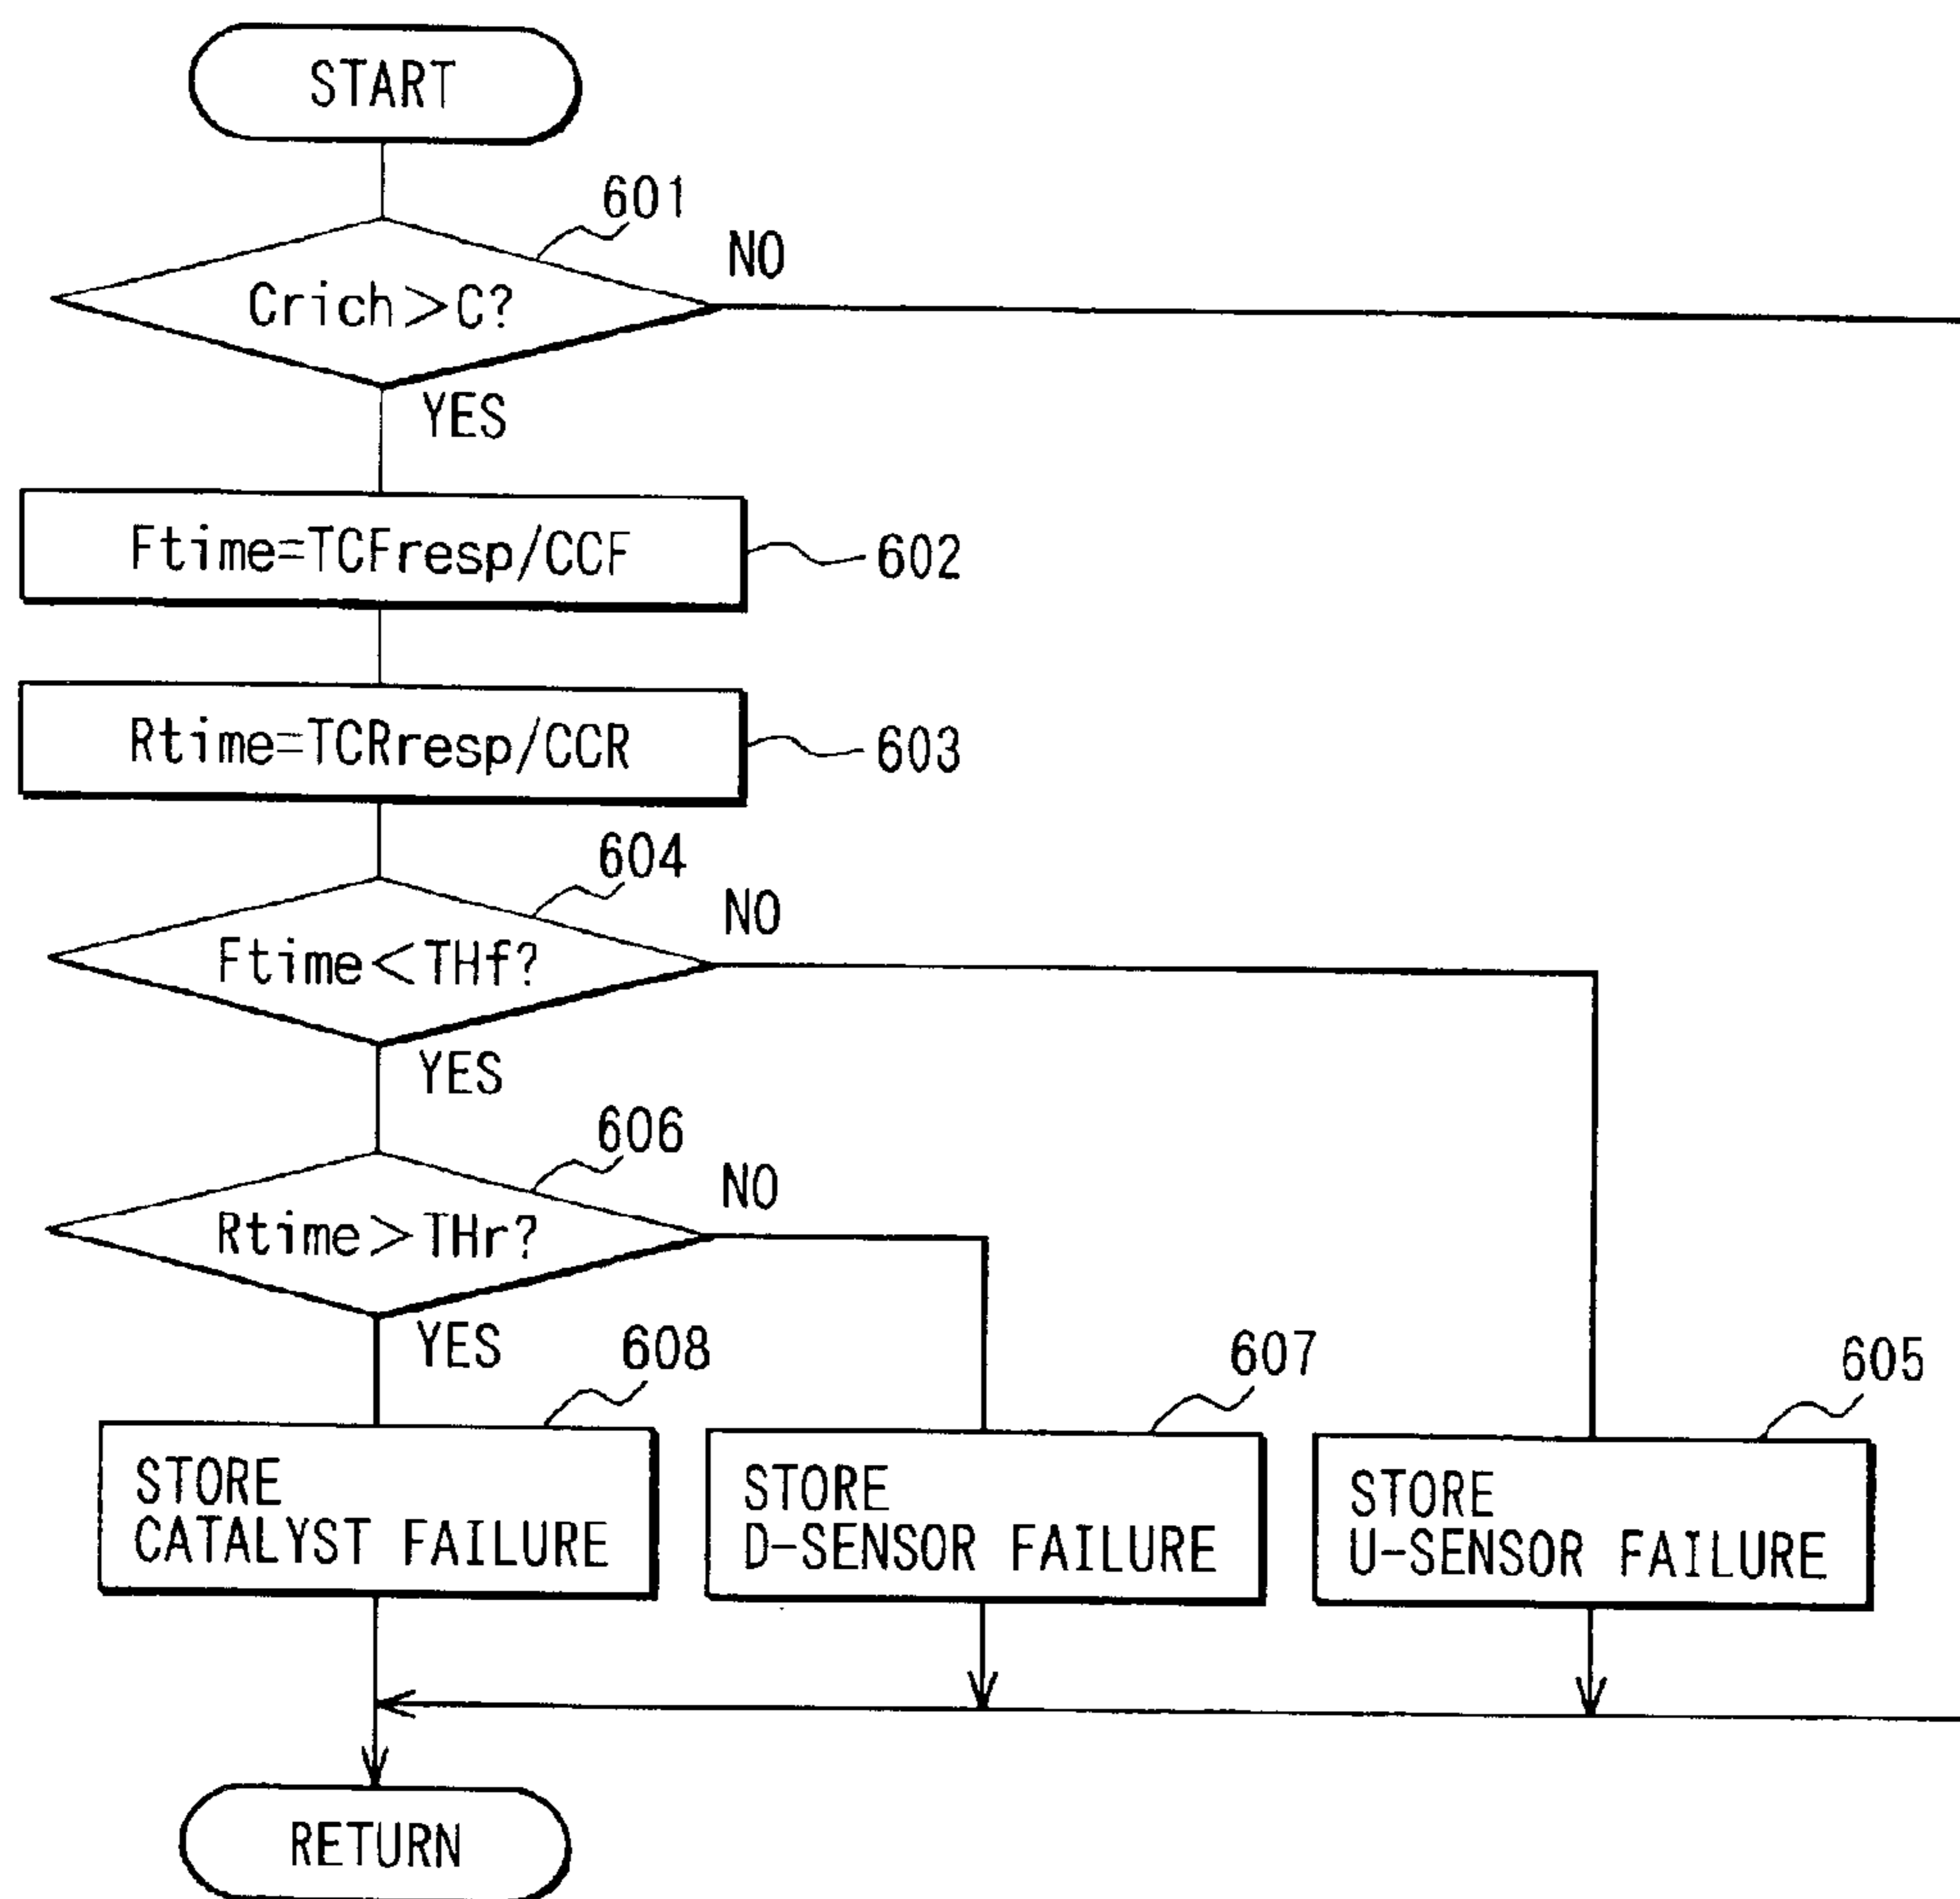 START
601
NO
Crich>C?
YES
Ftime=TCFresp/CCF
602
Rtime=TCRresp/CCR
603
604
NO
Ftime<THf?
YES
606
NO
Rtime>THr?
YES
608
607
605
STORE
CATALYST FAILURE
STORE
D-SENSOR FAILURE
STORE
U-SENSOR FAILURE
RETURN